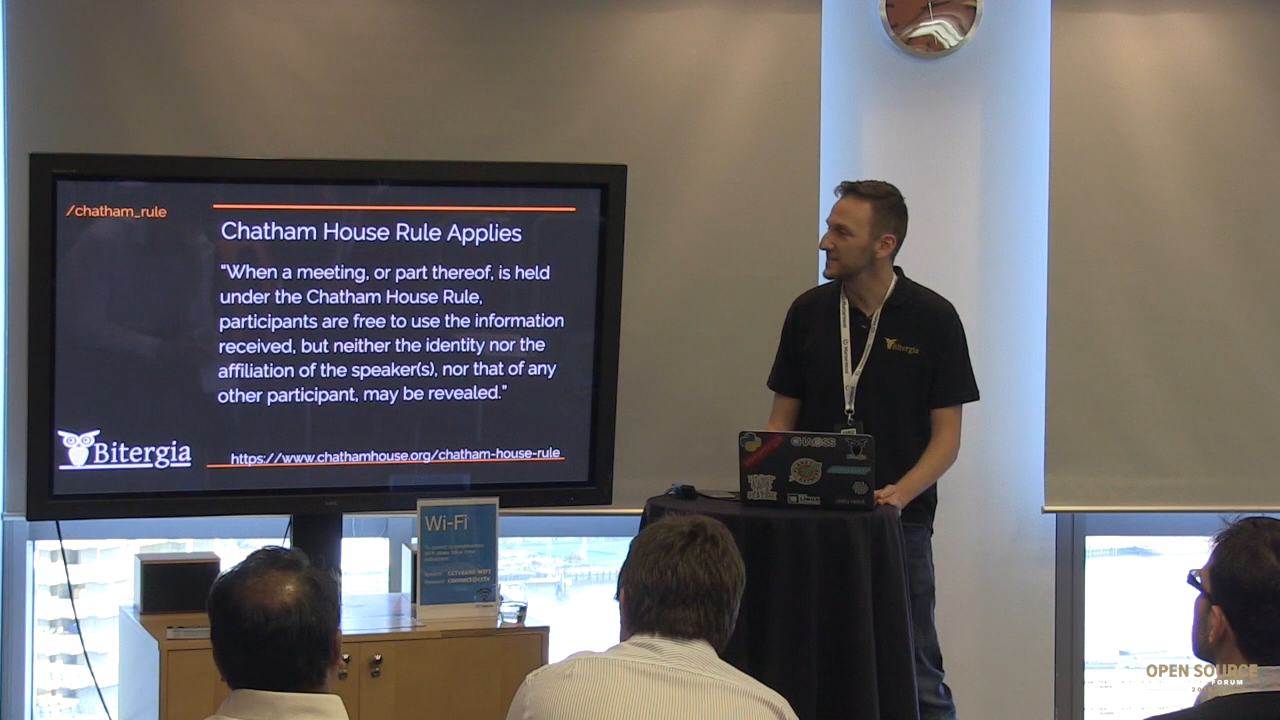 /chatham_rule
Chatham House Rule Applies
“When a meeting, or part thereof, is held
under the Chatham House Rule,
participants are free to use the information
received, but neither the identity nor the
affiliation of the speaker(s), nor that of any
other participant, may be revealed.”
Bitergia
https://www.chathamhouse.org/chatham-house-rule
Bitergia
CHAOSS
Wi-Fi
OPEN SOURCE
FORUM